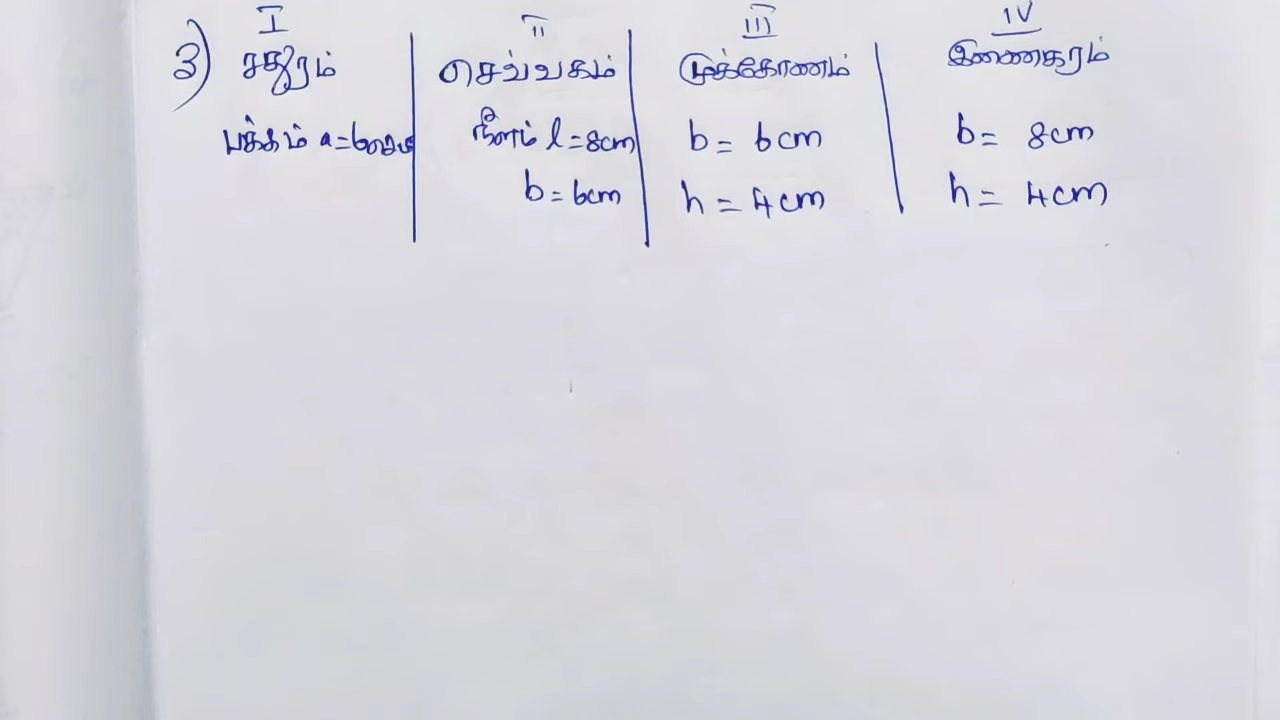 I II III IV
3) சதுரம் செவ்வகம் முக்கோணம் இணைகரம்
பக்கம் a=6செமீ நீளம் l=8cm b= 6cm b= 8cm
b=6cm h=4cm h= 4cm